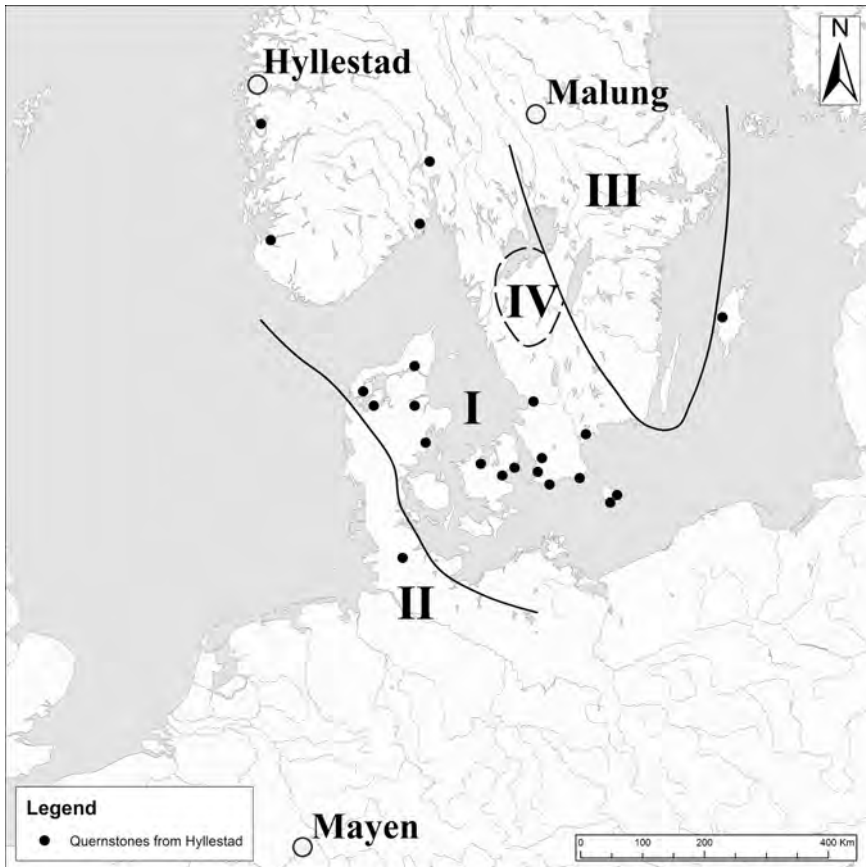 N
Hyllestad
Malung
III
IV
I
II
Legend
Quernstones from Hyllestad
Mayen
0 100 200 400 Km